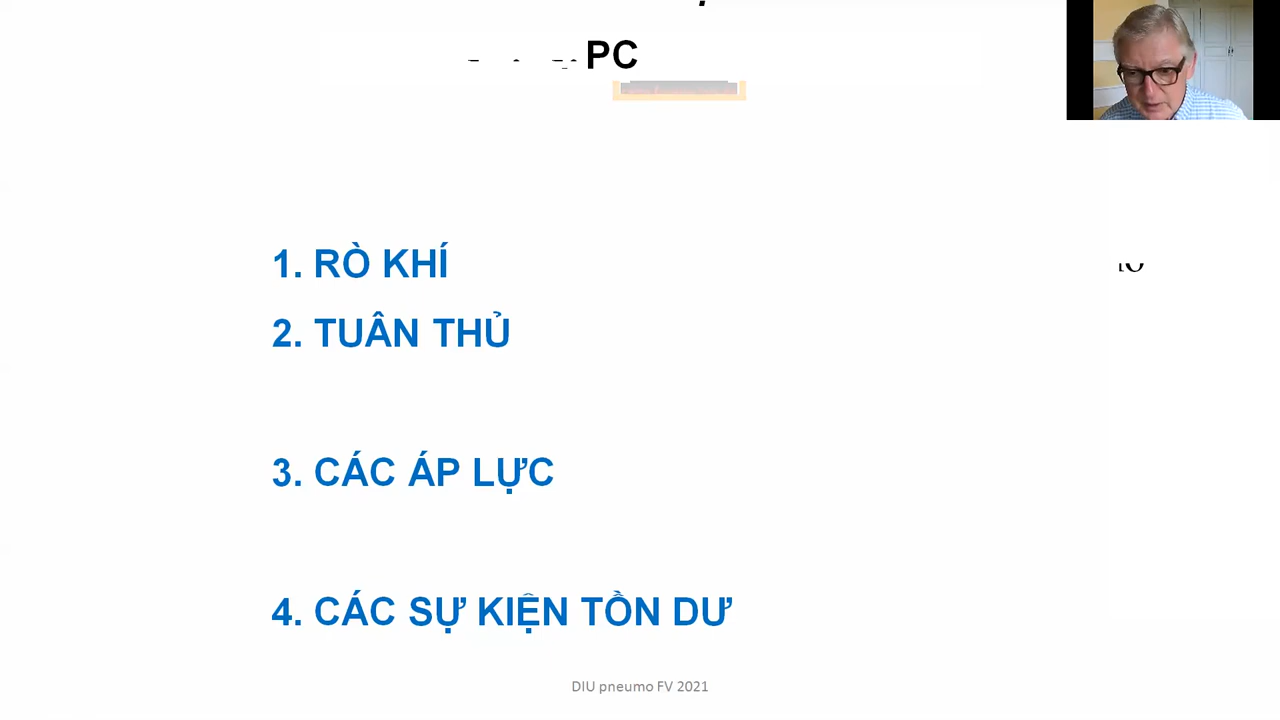 PC
1. RÒ KHÍ
2. TUÂN THỦ
3. CÁC ÁP LỰC
4. CÁC SỰ KIỆN TỒN DƯ
DIU pneumo FV 2021